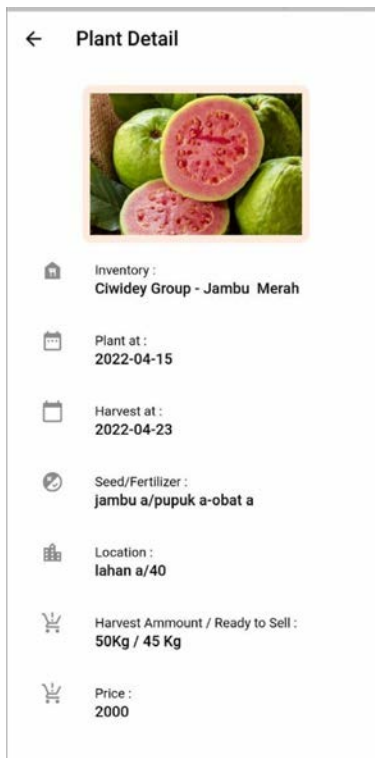 Plant Detail
Inventory :
Ciwidey Group - Jambu  Merah
Plant at :
2022-04-15
Harvest at :
2022-04-23
Seed/Fertilizer :
jambu a/pupuk a-obat a
Location :
lahan a/40
Harvest Ammount / Ready to Sell :
50Kg / 45 Kg
Price :
2000